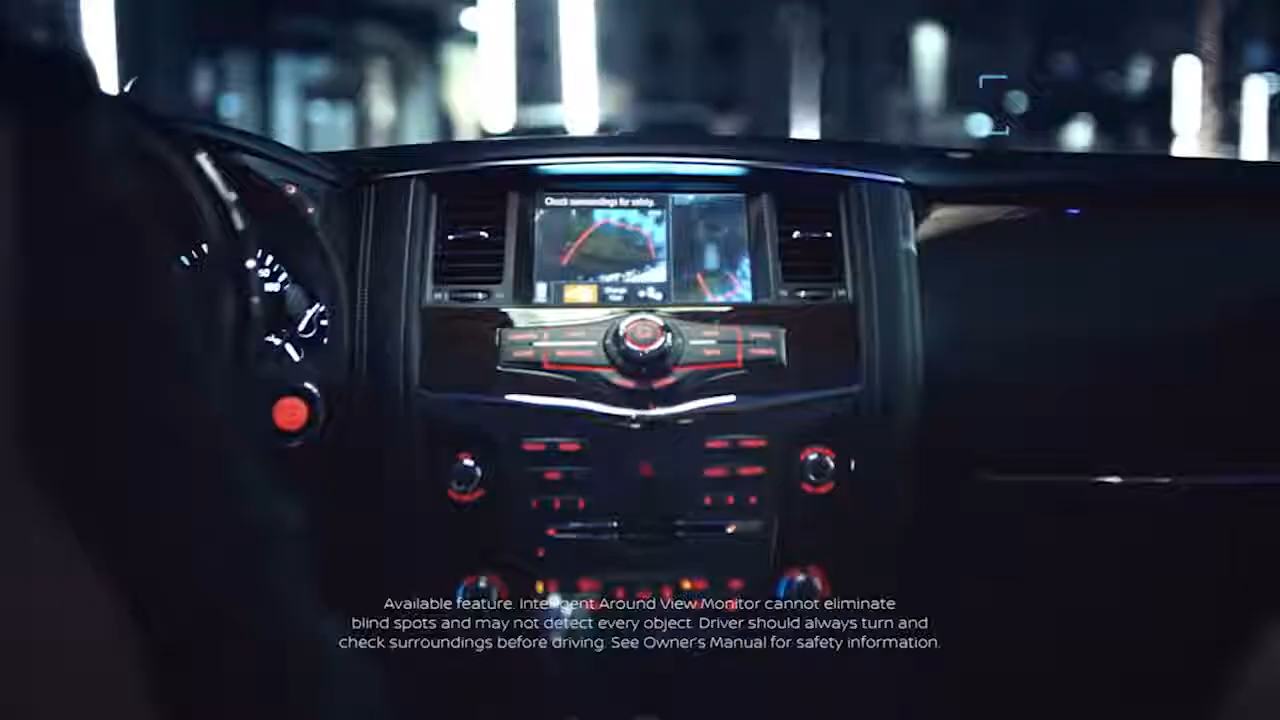 Check surroundings for safety.
Available feature. Intelligent Around View Monitor cannot eliminate
blind spots and may not detect every object. Driver should always turn and
check surroundings before driving. See Owner's Manual for safety information.